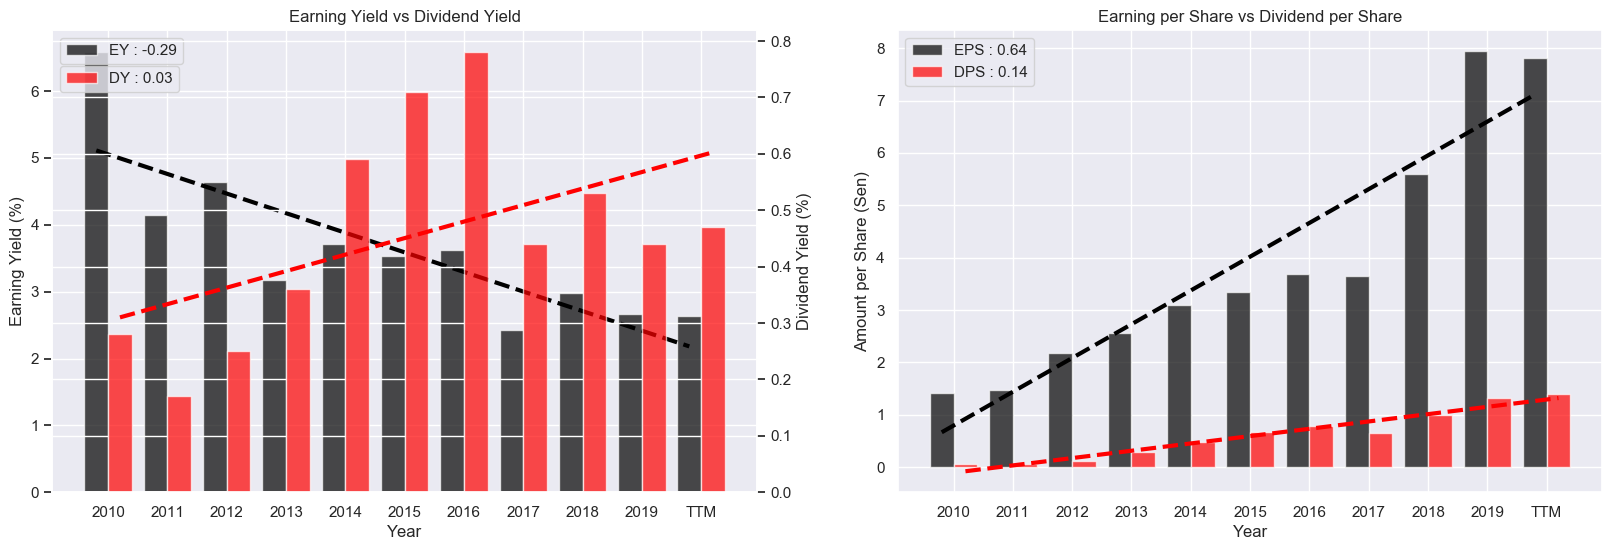 Earning Yield vs Dividend Yield
EY : -0.29
DY : 0.03
Earning Yield (%)
6
5
4
3
2
1
0
0.8
0.7
0.6
0.5
0.4
0.3
0.2
0.1
0.0
Dividend Yield (%)
2010 2011 2012 2013 2014 2015 2016 2017 2018 2019 TTM
Year
Earning per Share vs Dividend per Share
EPS : 0.64
DPS : 0.14
Amount per Share (Sen)
8
7
6
5
4
3
2
1
0
2010 2011 2012 2013 2014 2015 2016 2017 2018 2019 TTM
Year